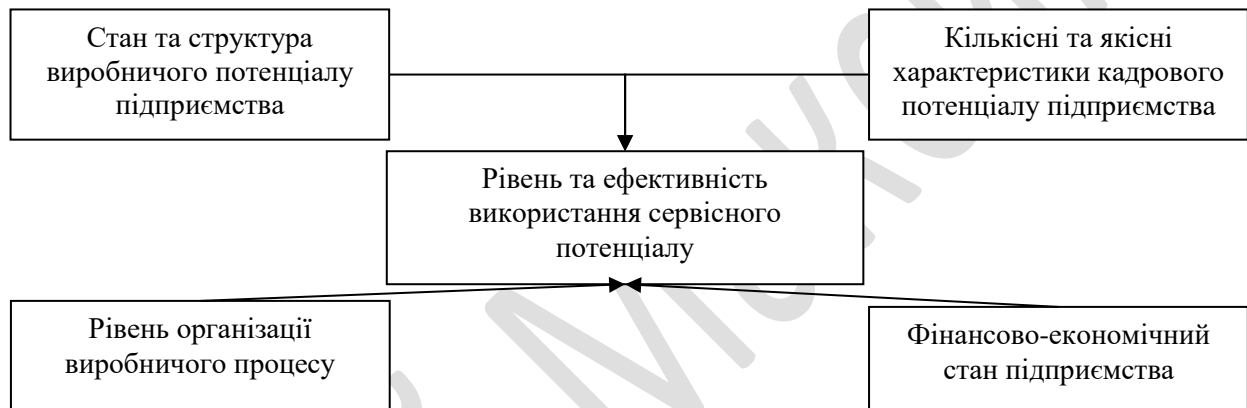 Стан та структура
виробничого потенціалу
підприємства
Кількісні та якісні
характеристики кадрового
потенціалу підприємства
Рівень та ефективність
використання сервісного
потенціалу
Рівень організації
виробничого процесу
Фінансово-економічний
стан підприємства